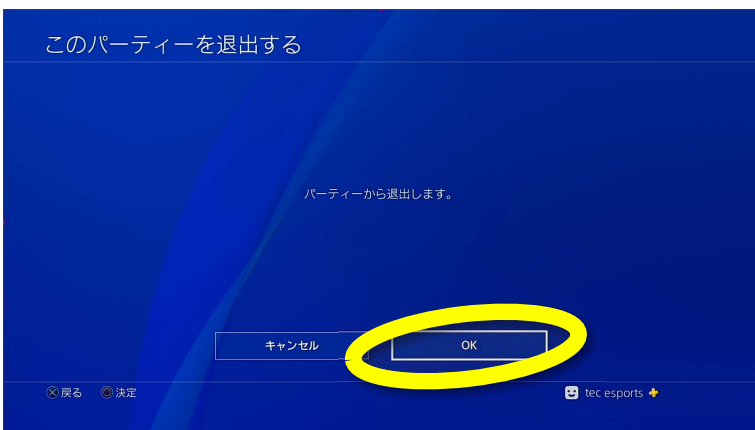 このパーティーを退出する
パーティーから退出します。
キャンセル
OK
戻る
決定
tec esports